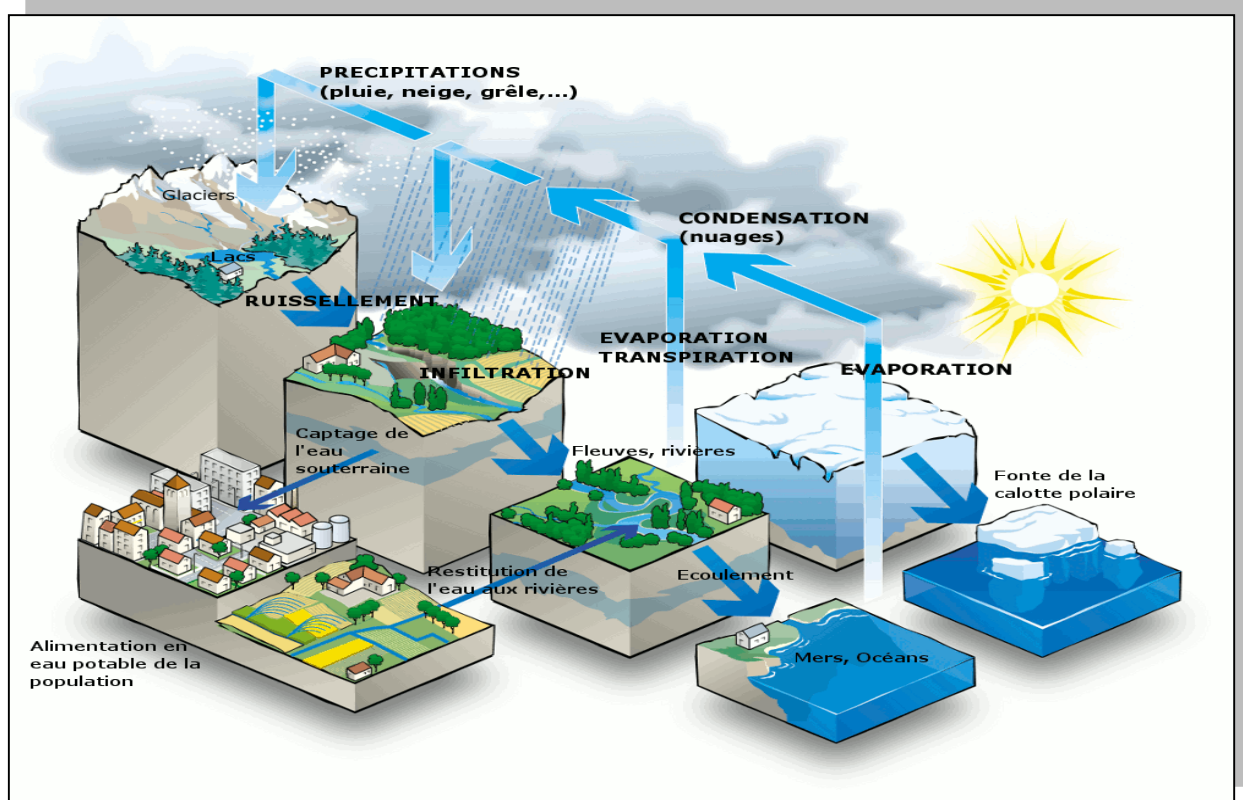 PRECIPITATIONS
(pluie, neige, grêle,...)
Glaciers
CONDENSATION
(nuages)
Lacs
RUISSELLEMENT
EVAPORATION
TRANSPIRATION
EVAPORATION
INFILTRATION
Captage de
l'eau
souterraine
Fleuves, rivières
Fonte de la
calotte polaire
Restitution de
l'eau aux rivières
Ecoulement
Alimentation en
eau potable de la
population
Mers, Océans